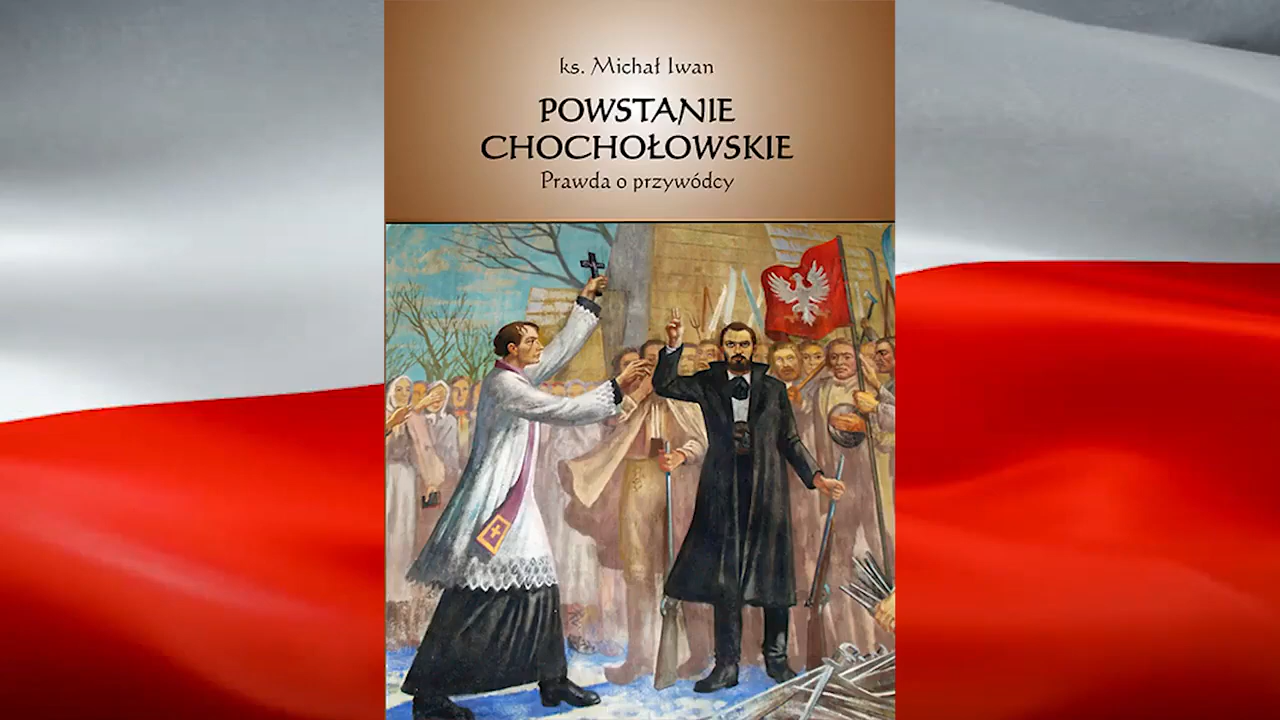 ks. Michał Iwan
POWSTANIE
CHOCHOŁOWSKIE
Prawda o przywódcy